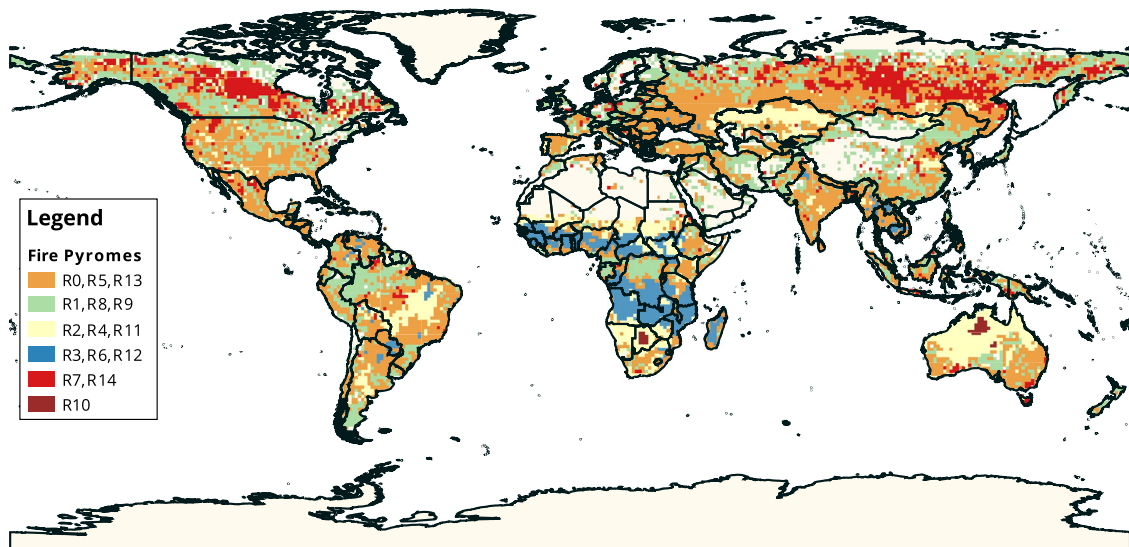 Legend
Fire Pyromes
R0,R5,R13
R1,R8,R9
R2,R4,R11
R3,R6,R12
R7,R14
R10